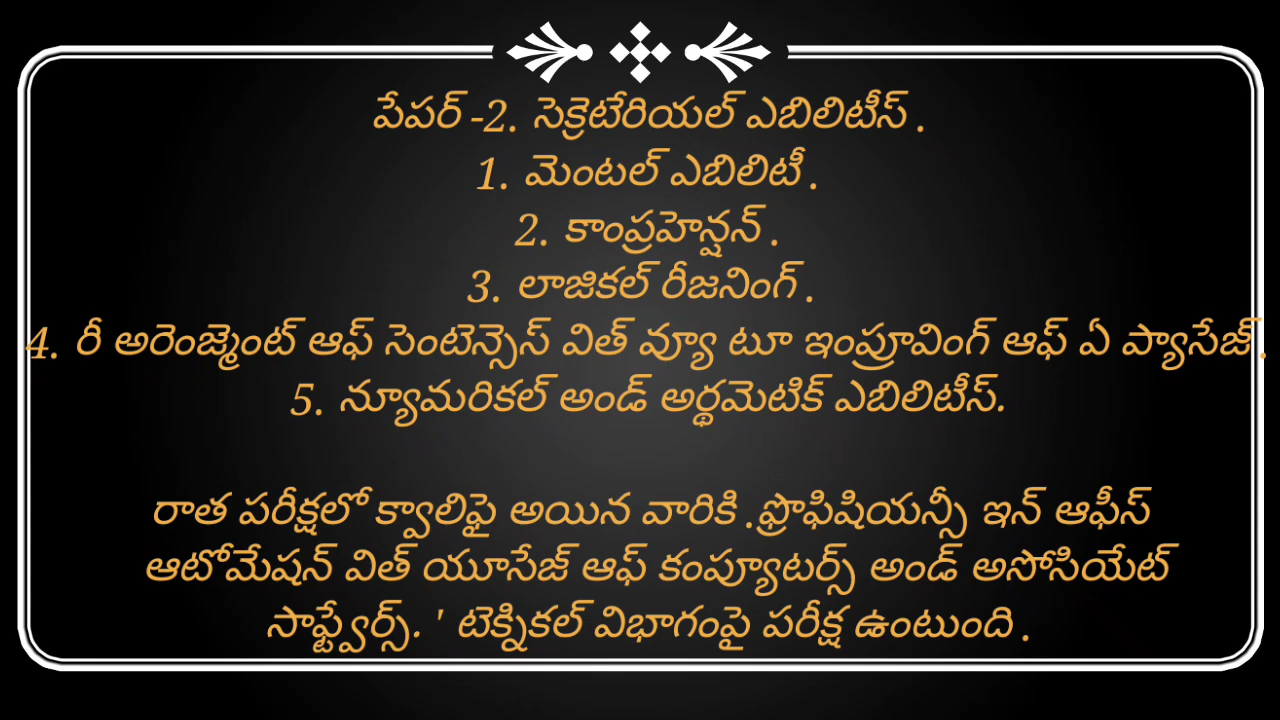 పేపర్ -2. సెక్రెటేరియల్ ఎబిలిటీస్ .
1. మెంటల్ ఎబిలిటీ .
2. కాంప్రహెన్షన్ .
3. లాజికల్ రీజనింగ్ .
4. రీ అరెంజ్మెంట్ ఆఫ్ సెంటెన్సెస్ విత్ వ్యూ టూ ఇంప్రూవింగ్ ఆఫ్ ఏ ప్యాసేజ్ .
5. న్యూమరికల్ అండ్ అర్థమెటిక్ ఎబిలిటీస్.
రాత పరీక్షలో క్వాలిఫై అయిన వారికి .ప్రొఫిషియన్సీ ఇన్ ఆఫీస్
ఆటోమేషన్ విత్ యూసేజ్ ఆఫ్ కంప్యూటర్స్ అండ్ అసోసియేట్
సాఫ్ట్వేర్స్. ' టెక్నికల్ విభాగంపై పరీక్ష ఉంటుంది .